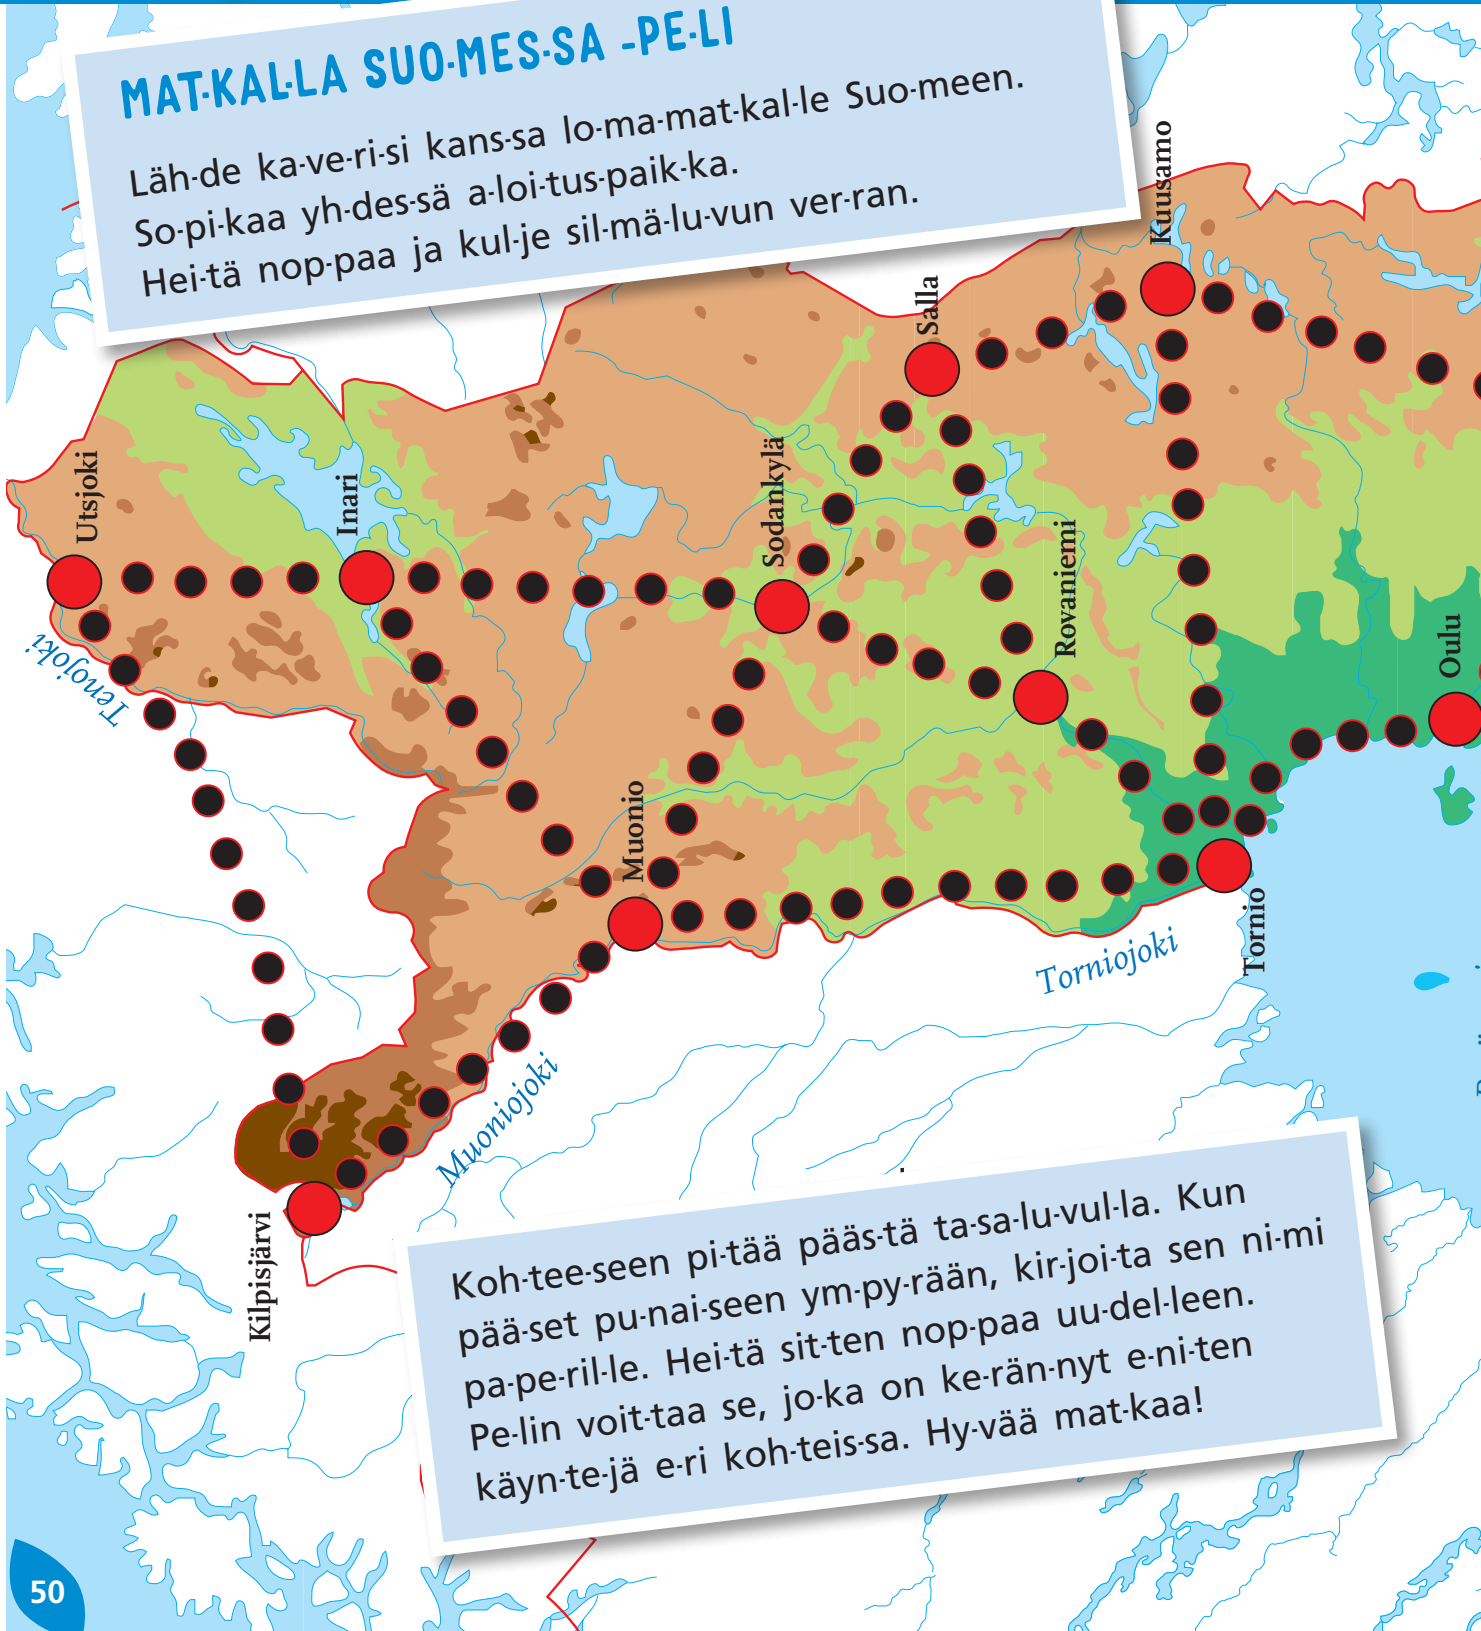 MAT-KAL-LA SUO-MES-SA -PE-LI
Läh-de ka-ve-ri-si kans-sa lo-ma-mat-kal-le Suo-meen.
So-pi-kaa yh-des-sä a-loi-tus-paik-ka.
Hei-tä nop-paa ja kul-je sil-mä-lu-vun ver-ran.
Kuusamo
Salla
Utsjoki
Inari
Sodankylä
Rovaniemi
Oulu
Tenojoki
Muonio
Tornio
Torniojoki
Muoniojoki
Kilpisjärvi
Koh-tee-seen pi-tää pääs-tä ta-sa-lu-vul-la. Kun
pää-set pu-nai-seen ym-py-rään, kir-joi-ta sen ni-mi
pa-pe-ril-le. Hei-tä sit-ten nop-paa uu-del-leen.
Pe-lin voit-taa se, jo-ka on ke-rän-nyt e-ni-ten
käyn-te-jä e-ri koh-teis-sa. Hy-vää mat-kaa!
50